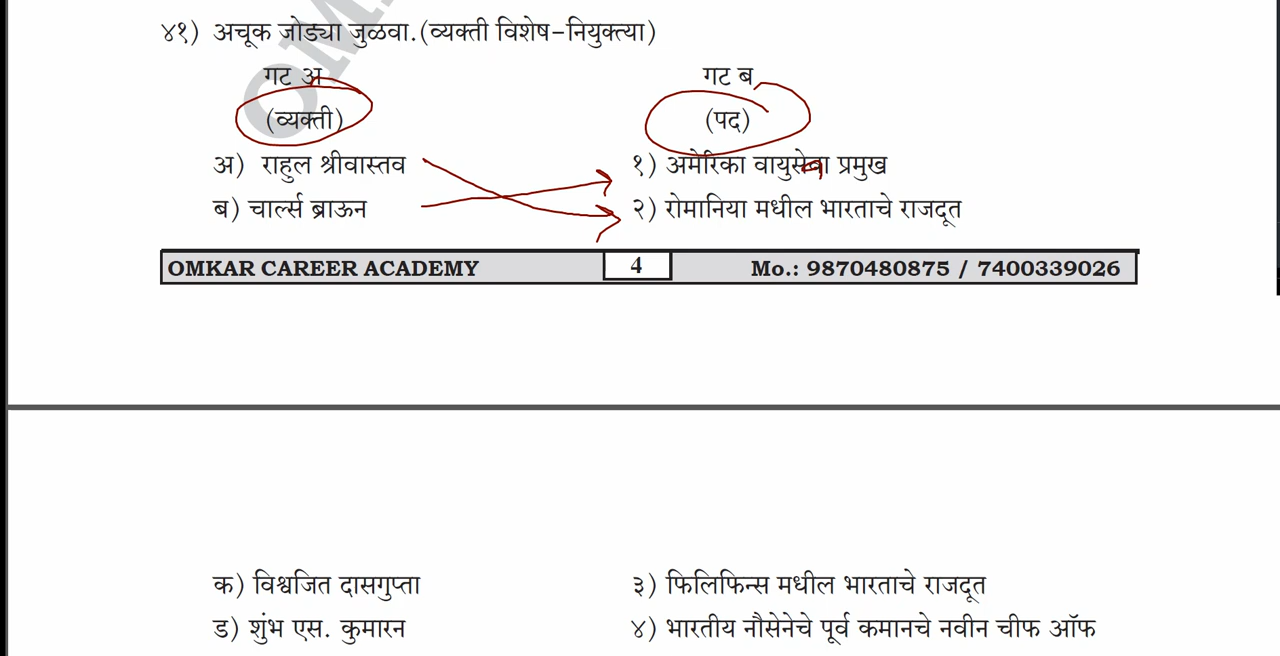 ४१) अचूक जोड्या जुळवा.(व्यक्ती विशेष-नियुक्त्या)
गट अ गट ब
(व्यक्ती) (पद)
अ) राहुल श्रीवास्तव १) अमेरिका वायुसेना प्रमुख
ब) चार्ल्स ब्राऊन २) रोमानिया मधील भारताचे राजदूत
OMKAR CAREER ACADEMY 4 Mo.: 9870480875 / 7400339026
क) विश्वजित दासगुप्ता ३) फिलिफिन्स मधील भारताचे राजदूत
ड) शुंभ एस. कुमारन ४) भारतीय नौसेनेचे पूर्व कमानचे नवीन चीफ ऑफ